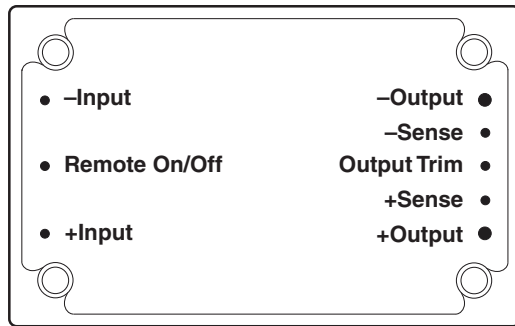 –Input
Remote On/Off
+Input
–Output
–Sense
Output Trim
+Sense
+Output